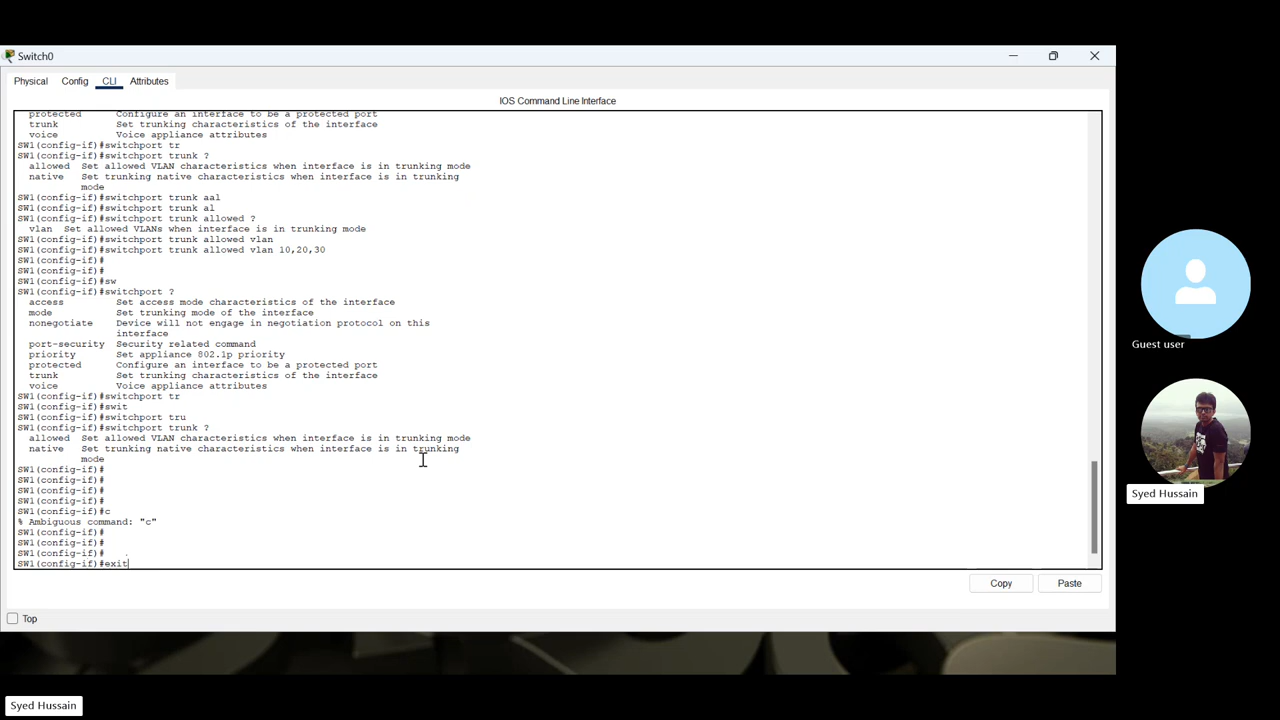 Switch0
Physical Config CLI Attributes
IOS Command Line Interface
protected Configure an interface to be a protected port
trunk Set trunking characteristics of the interface
voice Voice appliance attributes
SW1(config-if)#switchport tr
SW1(config-if)#switchport trunk ?
allowed Set allowed VLAN characteristics when interface is in trunking mode
native Set trunking native characteristics when interface is in trunking
mode
SW1(config-if)#switchport trunk aal
SW1(config-if)#switchport trunk al
SW1(config-if)#switchport trunk allowed ?
vlan Set allowed VLANs when interface is in trunking mode
SW1(config-if)#switchport trunk allowed vlan
SW1(config-if)#switchport trunk allowed vlan 10,20,30
SW1(config-if)#
SW1(config-if)#
SW1(config-if)#sw
SW1(config-if)#switchport ?
access Set access mode characteristics of the interface
mode Set trunking mode of the interface
nonegotiate Device will not engage in negotiation protocol on this
interface
port-security Security related command
priority Set appliance 802.1p priority
protected Configure an interface to be a protected port
trunk Set trunking characteristics of the interface
voice Voice appliance attributes
SW1(config-if)#switchport tr
SW1(config-if)#swit
SW1(config-if)#switchport tru
SW1(config-if)#switchport trunk ?
allowed Set allowed VLAN characteristics when interface is in trunking mode
native Set trunking native characteristics when interface is in trunking
mode
SW1(config-if)#
SW1(config-if)#
SW1(config-if)#
SW1(config-if)#
SW1(config-if)#c
% Ambiguous command: "c"
SW1(config-if)#
SW1(config-if)#
SW1(config-if)#
SW1(config-if)#exit
Copy Paste
Top
Guest user
Syed Hussain
Syed Hussain